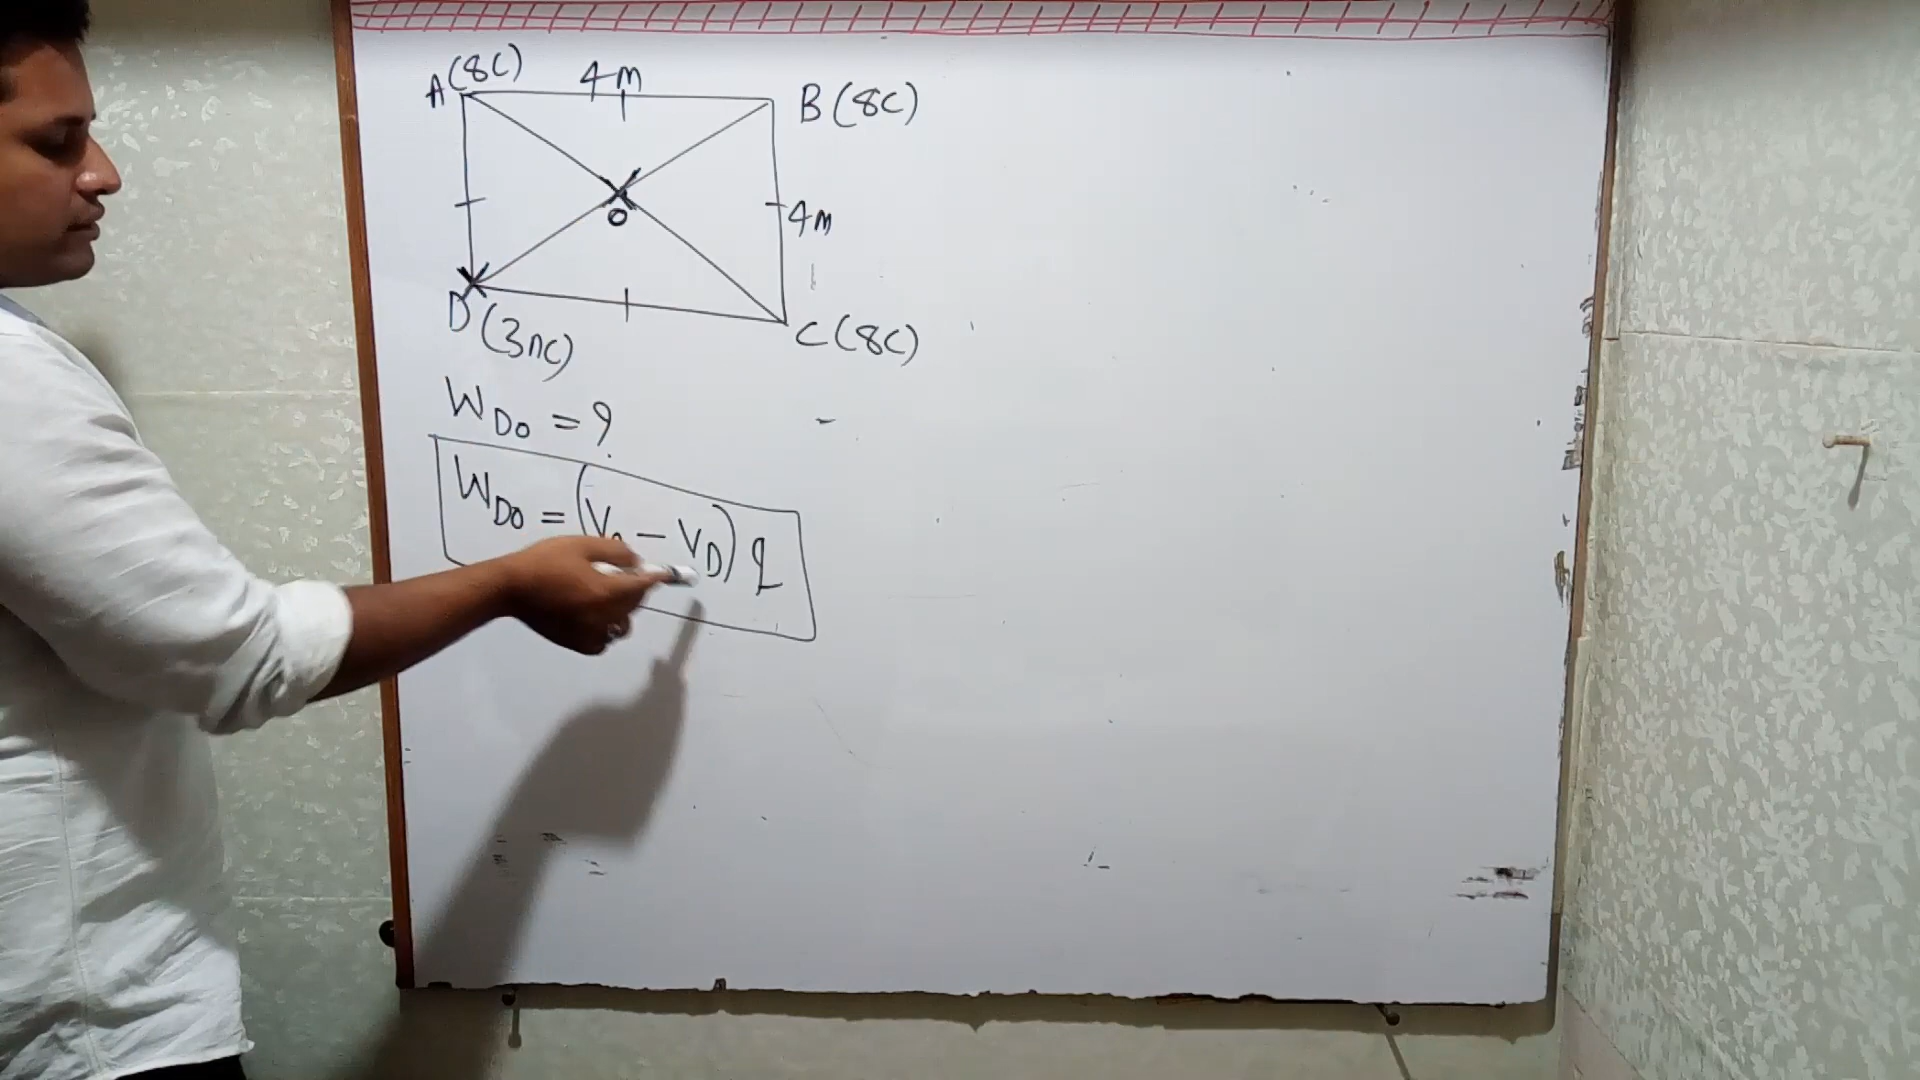 A(8C) 4m B(8C)
O 4m
D(3nC) C(8C)
W_DO = ?
W_DO = (V_O - V_D) q